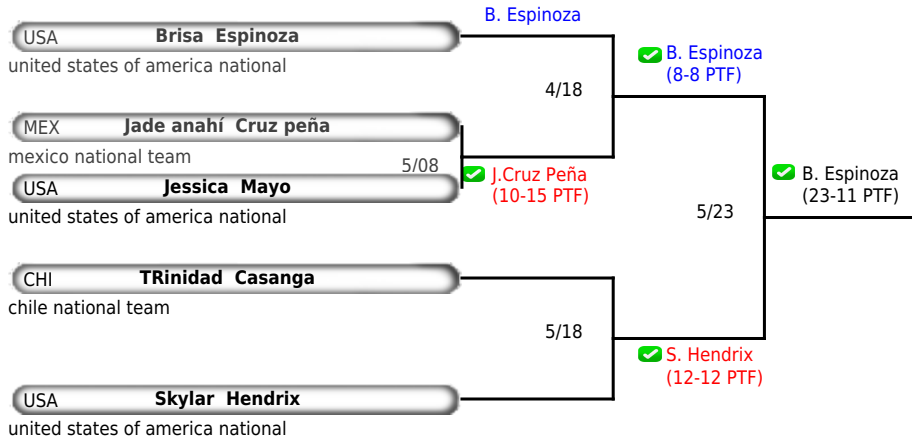 B. Espinoza
USA Brisa Espinoza
united states of america national
B. Espinoza
(8-8 PTF)
4/18
MEX Jade anahí Cruz peña
mexico national team
5/08
J.Cruz Peña
(10-15 PTF)
USA Jessica Mayo
united states of america national
B. Espinoza
(23-11 PTF)
5/23
CHI TRinidad Casanga
chile national team
5/18
S. Hendrix
(12-12 PTF)
USA Skylar Hendrix
united states of america national